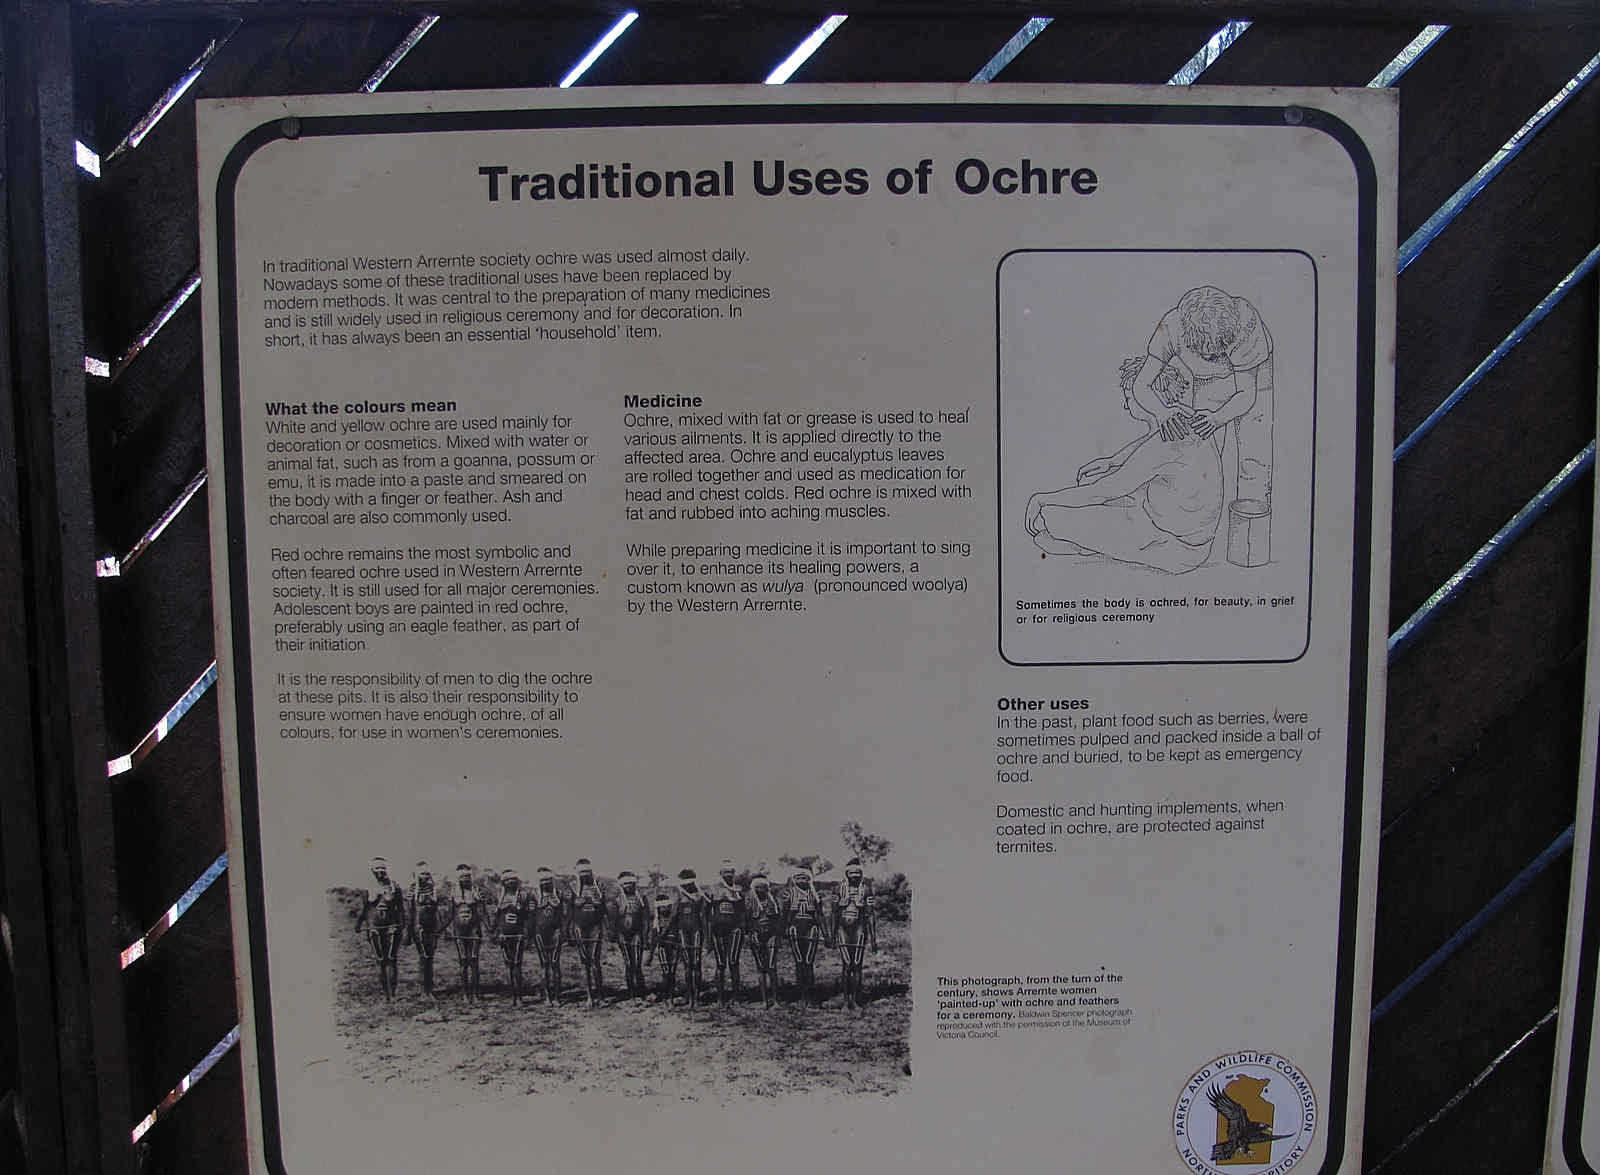 Traditional Uses of Ochre
In traditional Western Arrernte society ochre was used almost daily.
Nowadays some of these traditional uses have been replaced by
modern methods. It was central to the preparation of many medicines
and is still widely used in religious ceremony and for decoration. In
short, it has always been an essential 'household' item.
What the colours mean
White and yellow ochre are used mainly for
decoration or cosmetics. Mixed with water or
animal fat, such as from a goanna, possum or
emu, it is made into a paste and smeared on
the body with a finger or feather. Ash and
charcoal are also commonly used.
Red ochre remains the most symbolic and
often feared ochre used in Western Arrernte
society. It is still used for all major ceremonies.
Adolescent boys are painted in red ochre,
preferably using an eagle feather, as part of
their initiation.
It is the responsibility of men to dig the ochre
at these pits. It is also their responsibility to
ensure women have enough ochre, of all
colours, for use in women's ceremonies.
Medicine
Ochre, mixed with fat or grease is used to heal
various ailments. It is applied directly to the
affected area. Ochre and eucalyptus leaves
are rolled together and used as medication for
head and chest colds. Red ochre is mixed with
fat and rubbed into aching muscles.
While preparing medicine it is important to sing
over it, to enhance its healing powers, a
custom known as wulya (pronounced woolya)
by the Western Arrernte.
Sometimes the body is ochred, for beauty, in grief
or for religious ceremony
Other uses
In the past, plant food such as berries, were
sometimes pulped and packed inside a ball of
ochre and buried, to be kept as emergency
food.
Domestic and hunting implements, when
coated in ochre, are protected against
termites.
This photograph, from the turn of the
century, shows Arrernte women
'painted-up' with ochre and feathers
for a ceremony. Baldwin Spencer photograph
reproduced with the permission of the Museum of
Victoria Council.
PARKS AND WILDLIFE COMMISSION